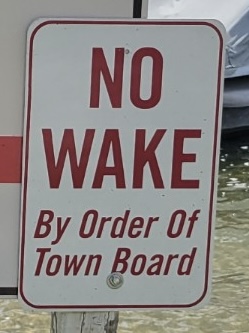 NO
WAKE
By Order Of
Town Board